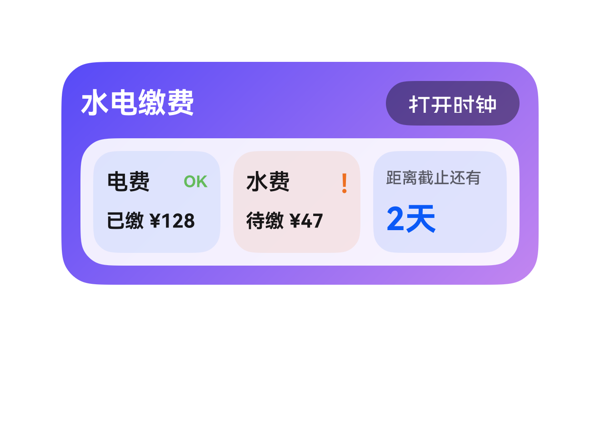 水电缴费
打开时钟
电费 OK
已缴 ¥128
水费 !
待缴 ¥47
距离截止还有
2天